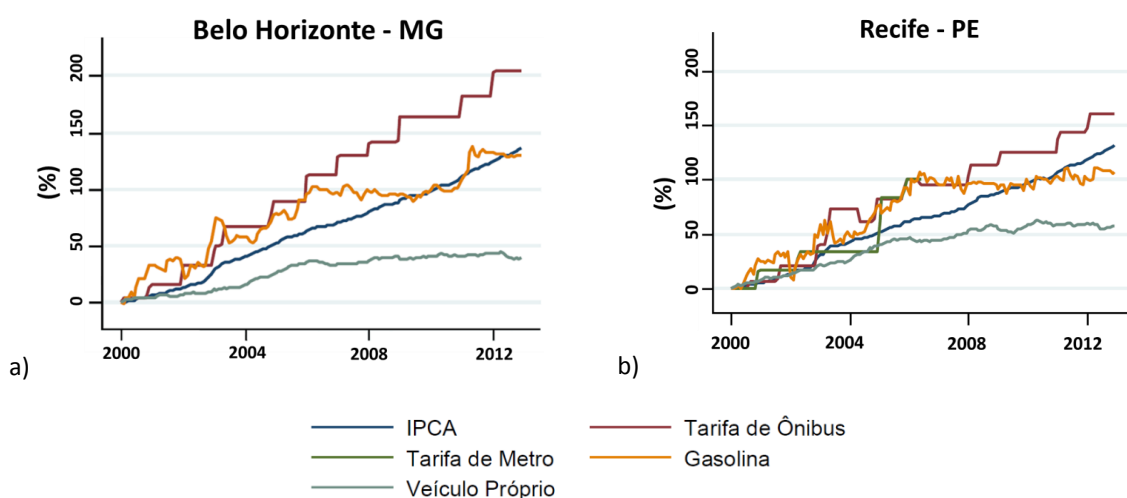 Belo Horizonte - MG
(%)
200
150
100
50
0
2000 2004 2008 2012
a)
Recife - PE
(%)
200
150
100
50
0
2000 2004 2008 2012
b)
IPCA
Tarifa de Ônibus
Tarifa de Metro
Gasolina
Veículo Próprio